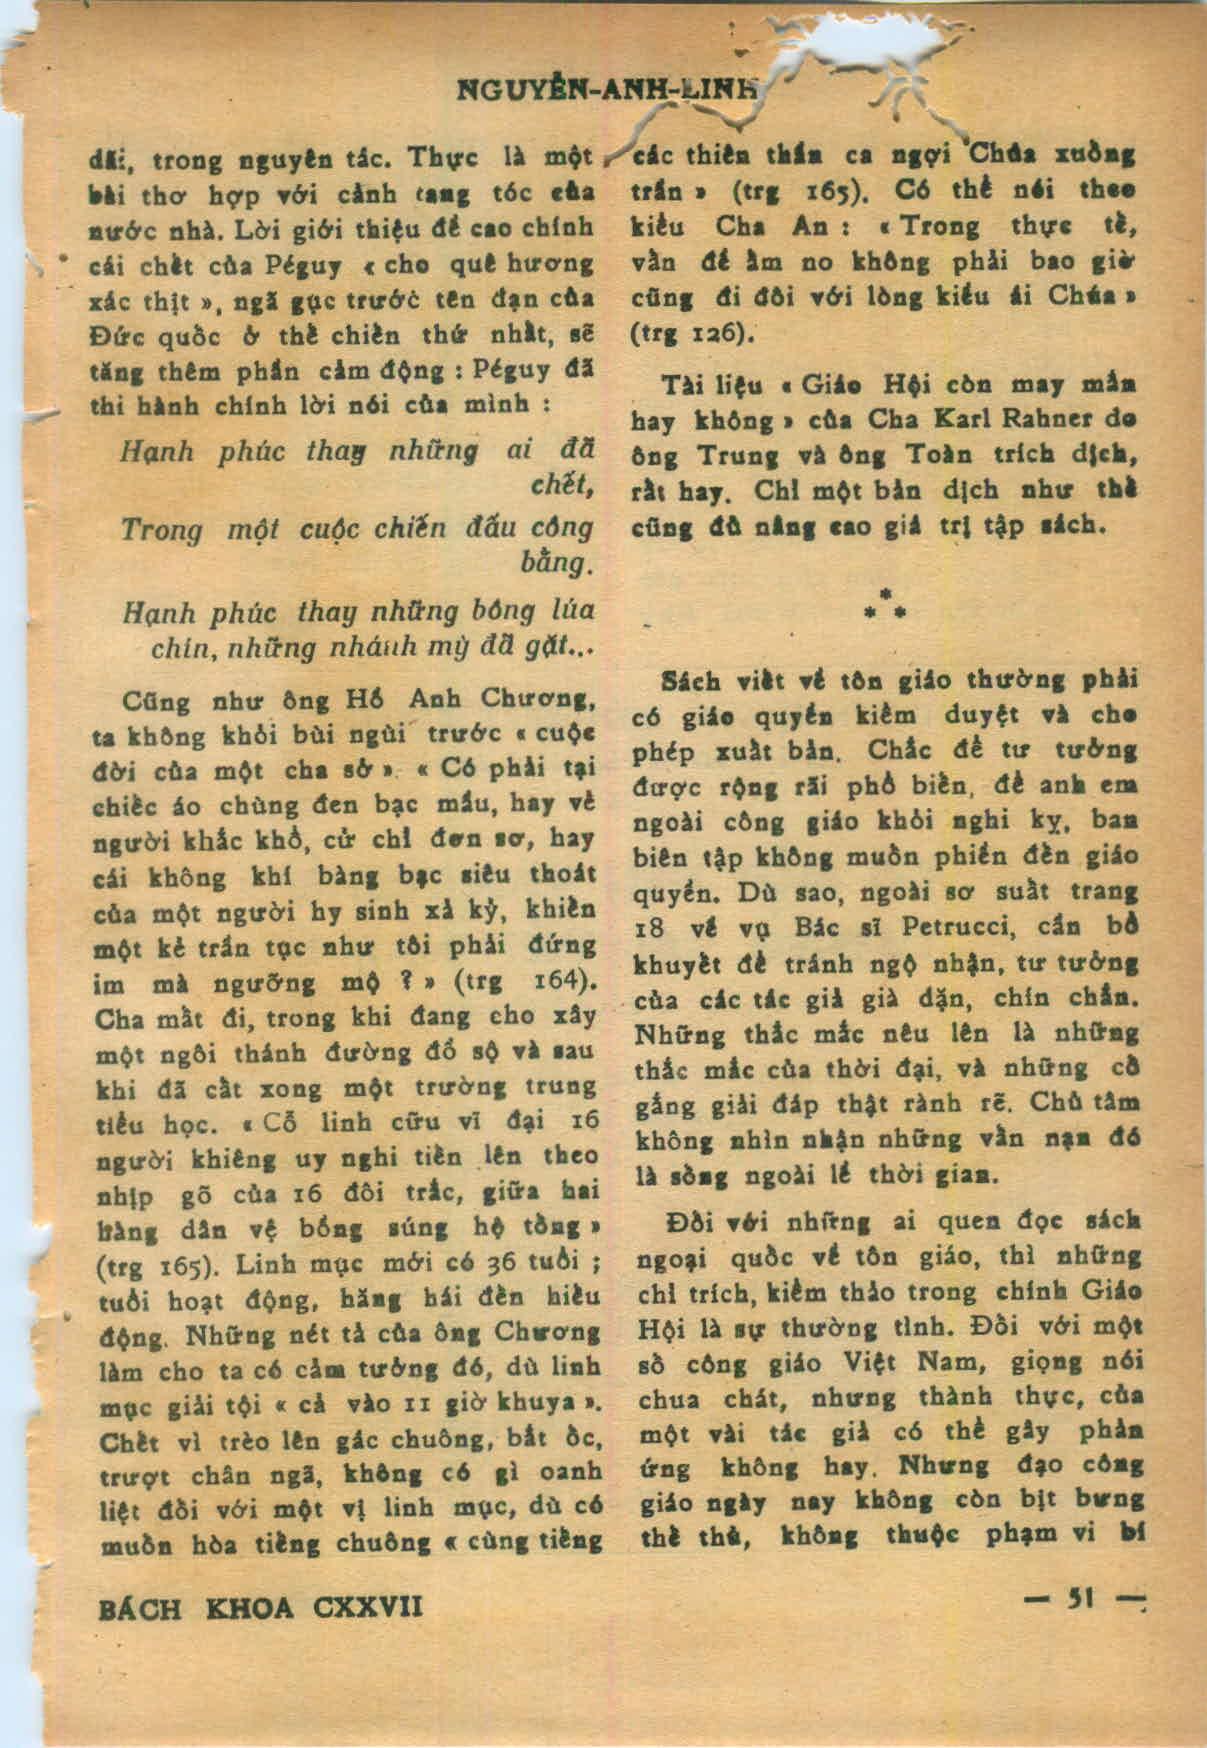 NGUYỄN-ANH-LINH
dãi, trong nguyên tác. Thực là một
bài thơ hợp với cảnh tang tóc của
nước nhà. Lời giới thiệu đề cao chính
cái chết của Péguy « cho quê hương
xác thịt », ngã gục trước tên đạn của
Đức quốc ở thế chiến thứ nhất, sẽ
tăng thêm phần cảm động : Péguy đã
thi hành chính lời nói của mình :
Hạnh phúc thay những ai đã
chết,
Trong một cuộc chiến đấu công
bằng.
Hạnh phúc thay những bông lúa
chín, những nhánh mỳ đã gặt...
Cũng như ông Hồ Anh Chương,
ta không khỏi bùi ngùi trước « cuộc
đời của một cha sở ». « Có phải tại
chiếc áo chùng đen bạc mầu, hay vẻ
người khắc khổ, cử chỉ đơn sơ, hay
cái không khí bàng bạc siêu thoát
của một người hy sinh xả kỷ, khiến
một kẻ trần tục như tôi phải đứng
im mà ngưỡng mộ ? » (trg 164).
Cha mất đi, trong khi đang cho xây
một ngôi thánh đường đồ sộ và sau
khi đã cất xong một trường trung
tiểu học. « Cỗ linh cữu vĩ đại 16
người khiêng uy nghi tiến lên theo
nhịp gõ của 16 đôi trắc, giữa hai
hàng dân vệ bồng súng hộ tống »
(trg 165). Linh mục mới có 36 tuổi ;
tuổi hoạt động, hăng hái đến hiếu
động. Những nét tả của ông Chương
làm cho ta có cảm tưởng đó, dù linh
mục giải tội « cả vào 11 giờ khuya ».
Chết vì trèo lên gác chuông, bắt ốc,
trượt chân ngã, không có gì oanh
liệt đối với một vị linh mục, dù có
muốn hòa tiếng chuông « cùng tiếng
các thiên thần ca ngợi Chúa xuống
trần » (trg 165). Có thể nói theo
kiểu Cha An : « Trong thực tế,
vấn đề ấm no không phải bao giờ
cũng đi đôi với lòng kiều ái Chúa »
(trg 126).
Tài liệu « Giáo Hội còn may mắn
hay không » của Cha Karl Rahner do
ông Trung và ông Toàn trích dịch,
rất hay. Chỉ một bản dịch như thế
cũng đủ nâng cao giá trị tập sách.
* * *
Sách viết về tôn giáo thường phải
có giáo quyền kiểm duyệt và cho
phép xuất bản. Chắc để tư tưởng
được rộng rãi phổ biến, để anh em
ngoài công giáo khỏi nghi kỵ, ban
biên tập không muốn phiền đến giáo
quyền. Dù sao, ngoài sơ suất trang
18 về vụ Bác sĩ Petrucci, cần bổ
khuyết để tránh ngộ nhận, tư tưởng
của các tác giả già dặn, chín chắn.
Những thắc mắc nêu lên là những
thắc mắc của thời đại, và những cố
gắng giải đáp thật rành rẽ. Chủ tâm
không nhìn nhận những vấn nạn đó
là sống ngoài lề thời gian.
Đối với những ai quen đọc sách
ngoại quốc về tôn giáo, thì những
chỉ trích, kiểm thảo trong chính Giáo
Hội là sự thường tình. Đối với một
số công giáo Việt Nam, giọng nói
chua chát, nhưng thành thực, của
một vài tác giả có thể gây phản
ứng không hay. Nhưng đạo công
giáo ngày nay không còn bịt bưng
thế thủ, không thuộc phạm vi bí
BÁCH KHOA CXXVII
— 51 —